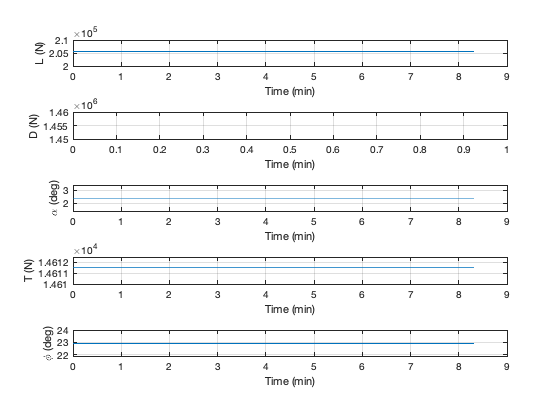 ×10^5
2.1
2.05
2
L (N)
0 1 2 3 4 5 6 7 8 9
Time (min)
×10^6
1.46
1.455
1.45
D (N)
0 0.1 0.2 0.3 0.4 0.5 0.6 0.7 0.8 0.9 1
Time (min)
3
2
α (deg)
0 1 2 3 4 5 6 7 8 9
Time (min)
×10^4
1.4612
1.4611
1.461
T (N)
0 1 2 3 4 5 6 7 8 9
Time (min)
24
23
22
ϕ (deg)
0 1 2 3 4 5 6 7 8 9
Time (min)